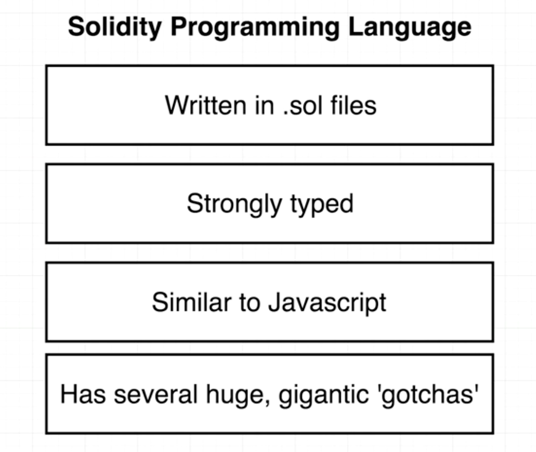 Solidity Programming Language
Written in .sol files
Strongly typed
Similar to Javascript
Has several huge, gigantic 'gotchas'